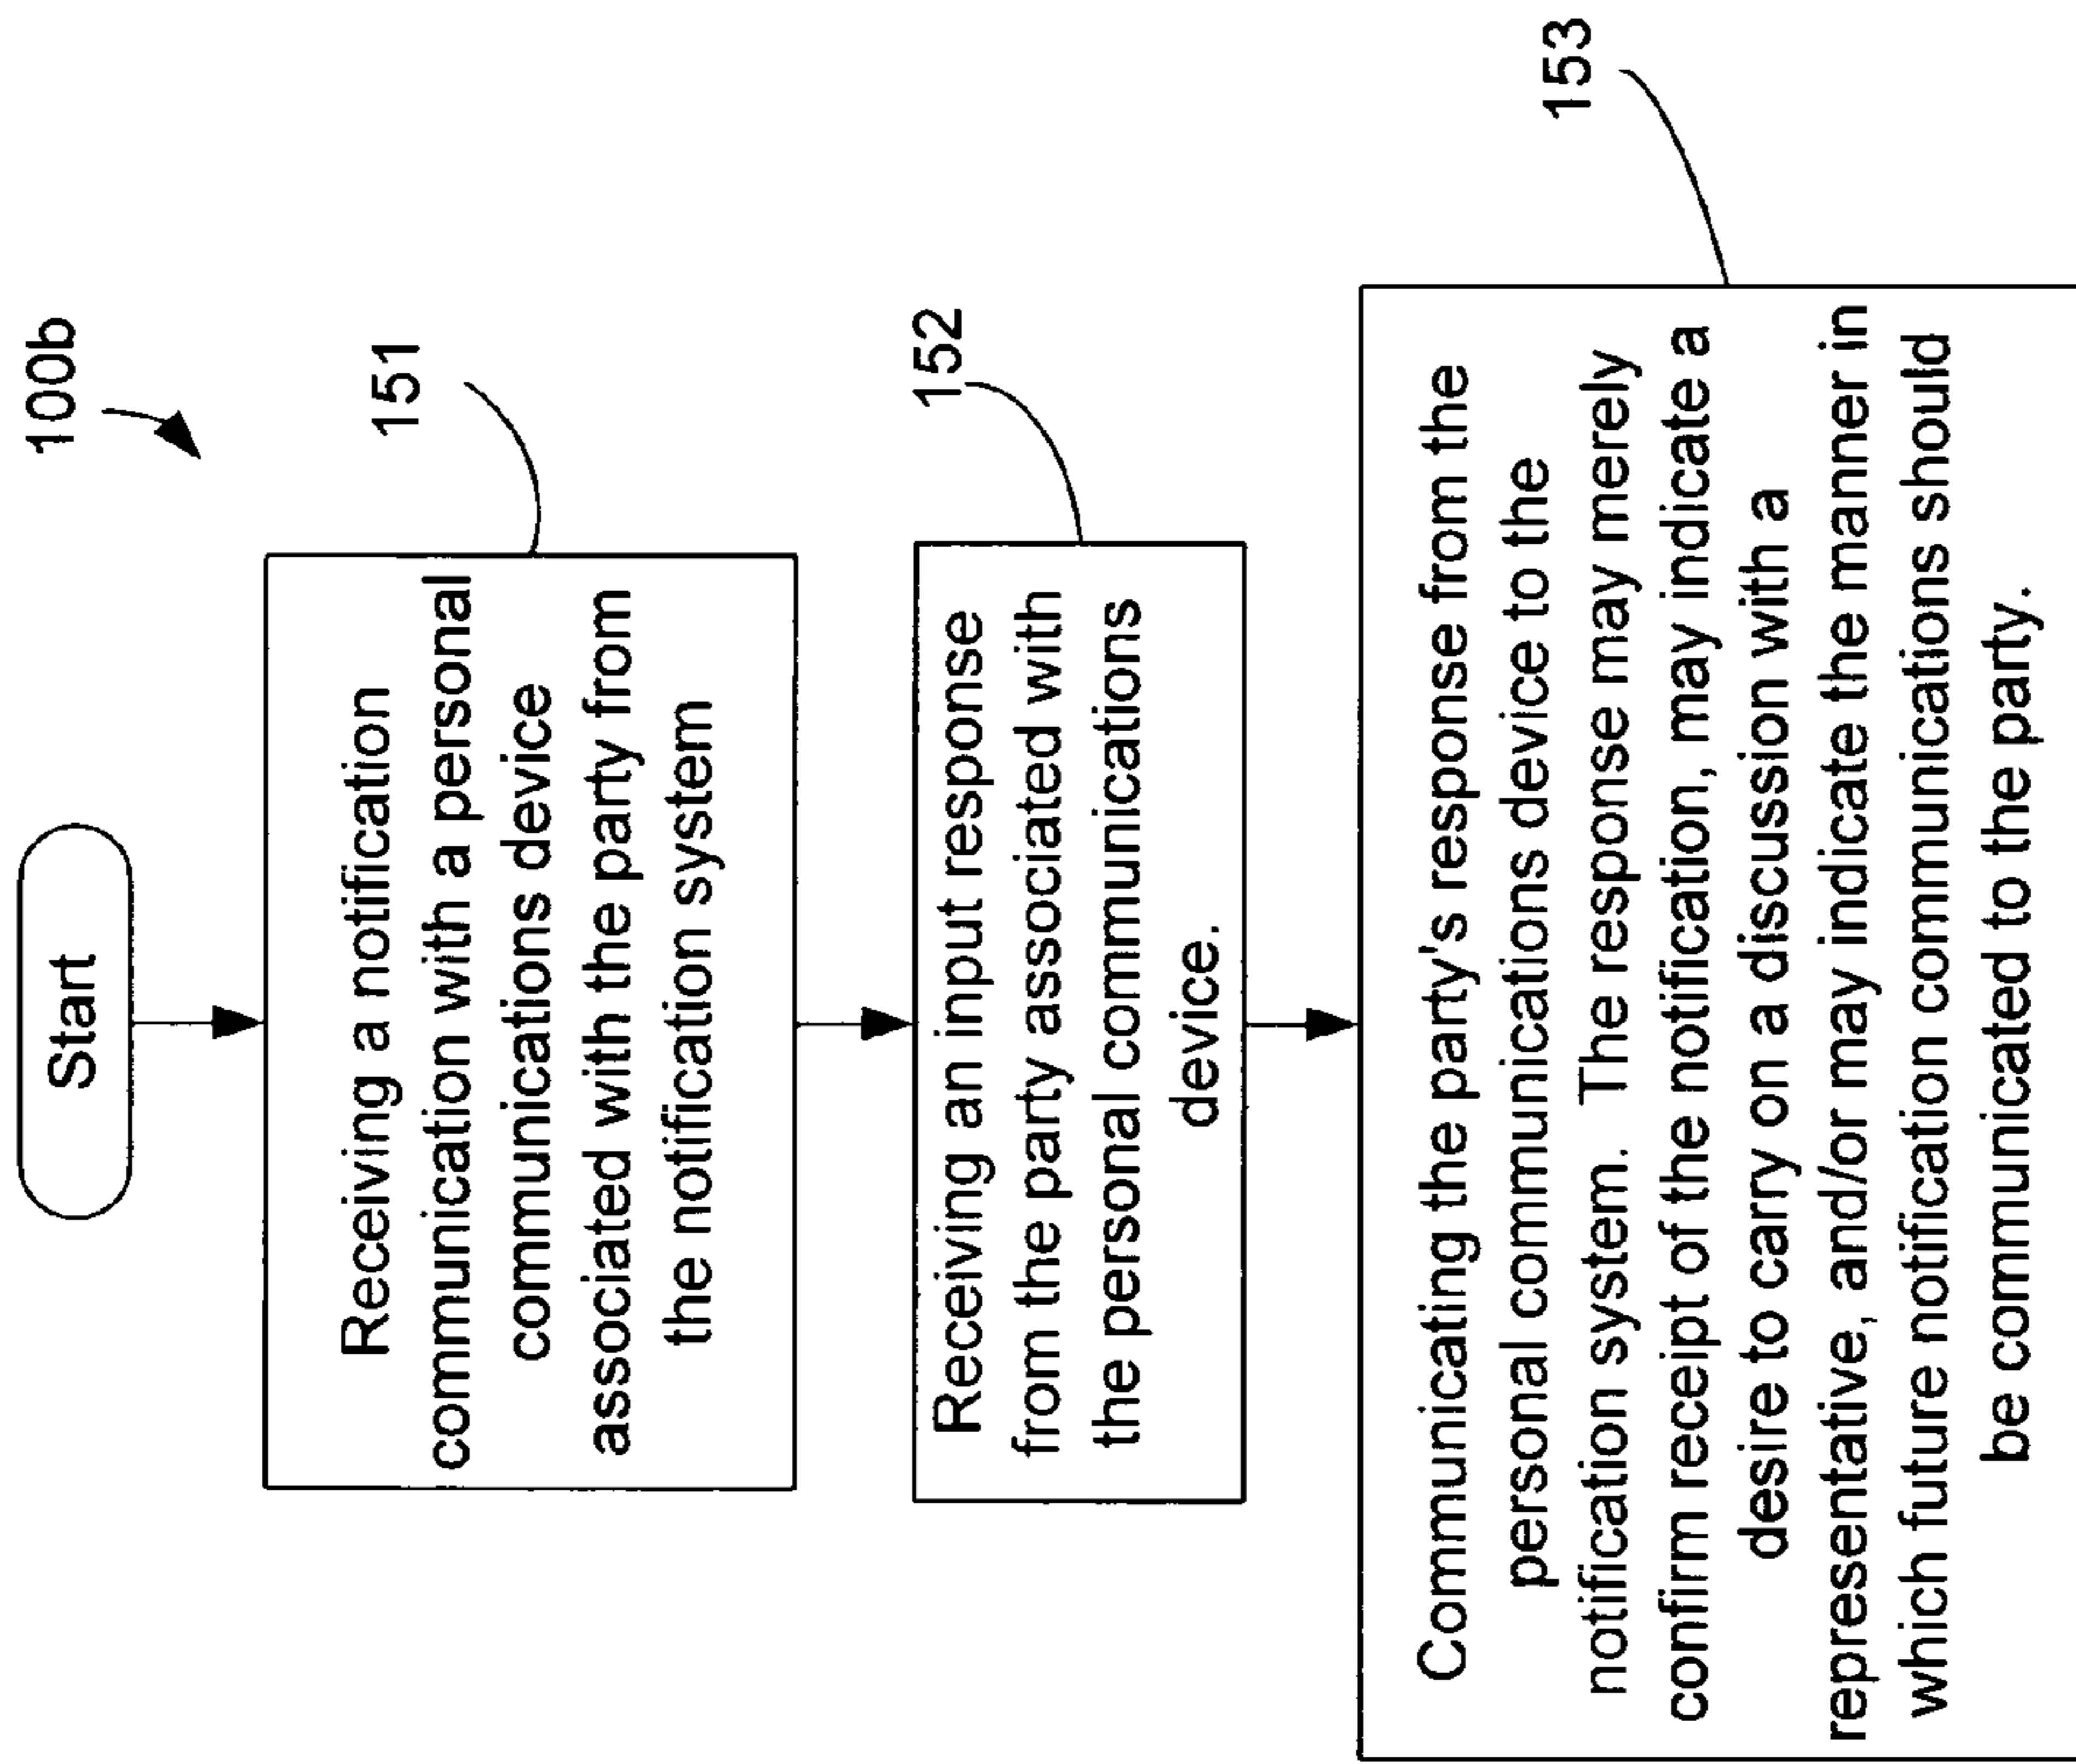 100b
Start
151
Receiving a notification
communication with a personal
communications device
associated with the party from
the notification system
152
Receiving an input response
from the party associated with
the personal communications
device.
153
Communicating the party's response from the
personal communications device to the
notification system. The response may merely
confirm receipt of the notification, may indicate a
desire to carry on a discussion with a
representative, and/or may indicate the manner in
which future notification communications should
be communicated to the party.